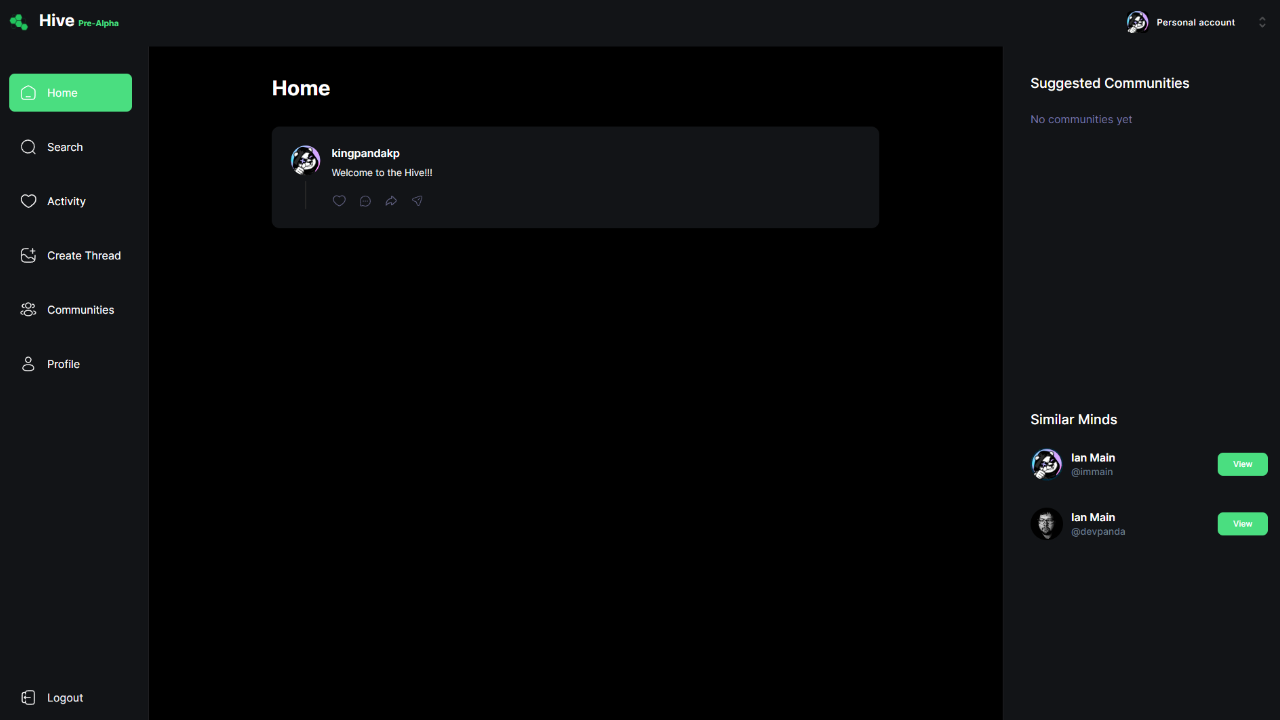 Hive Pre-Alpha
Personal account
Home
Search
Activity
Create Thread
Communities
Profile
Logout
Home
kingpandakp
Welcome to the Hive!!!
Suggested Communities
No communities yet
Similar Minds
Ian Main
@immain
View
Ian Main
@devpanda
View